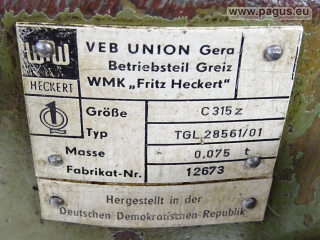 © www.pagus.eu
WMW
HECKERT
VEB UNION Gera
Betriebsteil Greiz
WMK „Fritz Heckert"
Größe C 315 z
Typ TGL 28561/01
Masse 0,075 t
Fabrikat-Nr. 12673
Hergestellt in der
Deutschen Demokratischen Republik